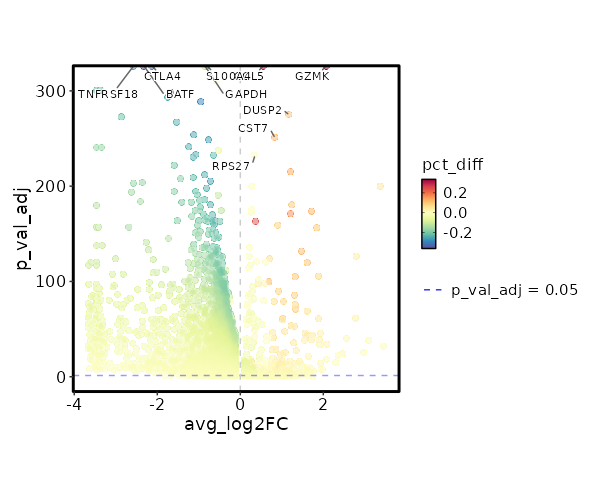 CTLA4
S100A4
CCL5
GZMK
TNFRSF18
BATF
GAPDH
DUSP2
CST7
RPS27
300
200
100
0
p_val_adj
-4
-2
0
2
avg_log2FC
pct_diff
0.2
0.0
-0.2
p_val_adj = 0.05